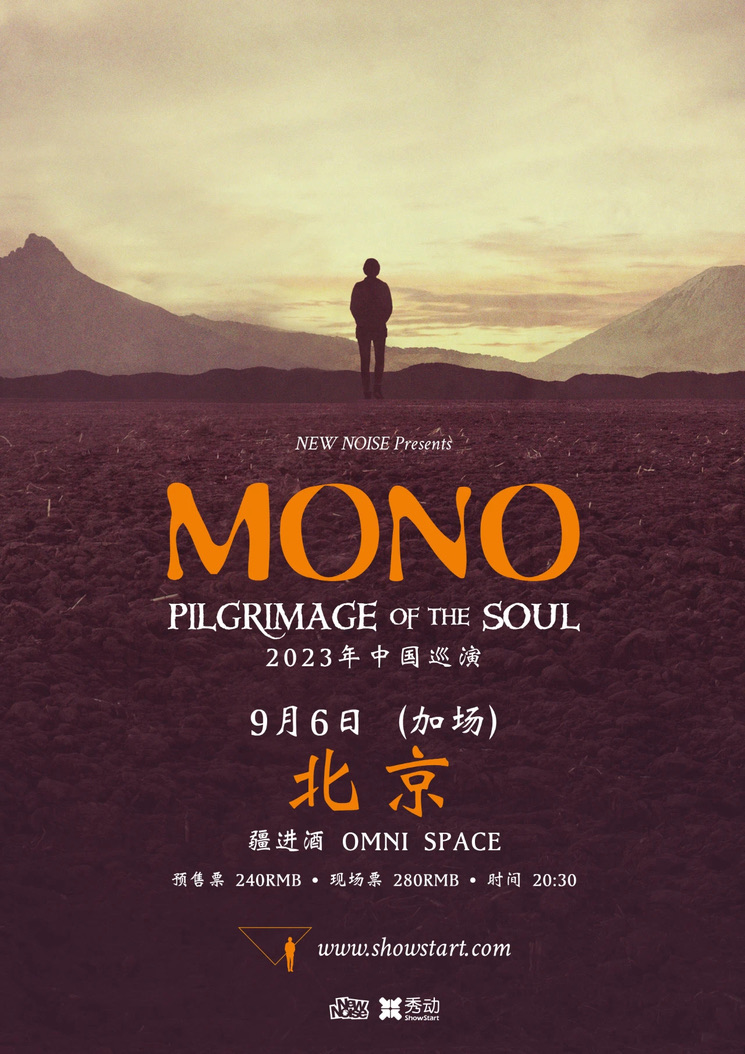 NEW NOISE Presents
MONO
PILGRIMAGE OF THE SOUL
2023年中国巡演
9月6日 (加场)
北京
疆进酒 OMNI SPACE
预售票 240RMB • 现场票 280RMB • 时间 20:30
www.showstart.com
NEW NOISE 秀动 ShowStart